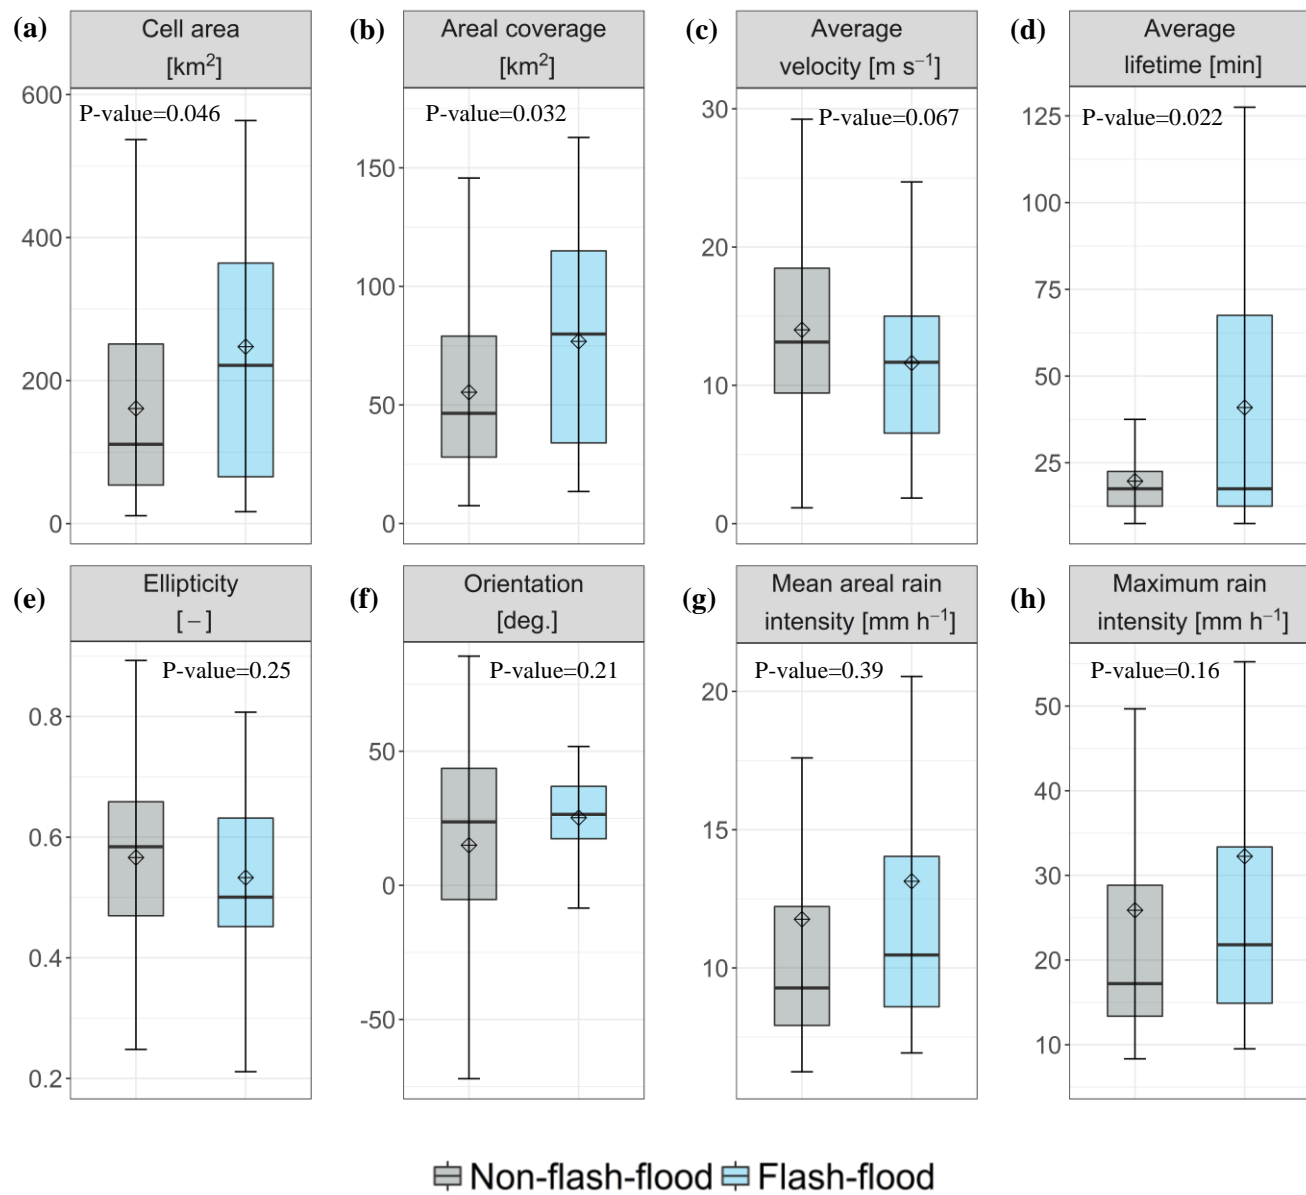 (a)
Cell area
[km²]
P-value=0.046
600
400
200
0
(b)
Areal coverage
[km²]
P-value=0.032
150
100
50
0
(c)
Average
velocity [m s⁻¹]
P-value=0.067
30
20
10
0
(d)
Average
lifetime [min]
P-value=0.022
125
100
75
50
25
(e)
Ellipticity
[−]
P-value=0.25
0.8
0.6
0.4
0.2
(f)
Orientation
[deg.]
P-value=0.21
50
0
-50
(g)
Mean areal rain
intensity [mm h⁻¹]
P-value=0.39
20
15
10
(h)
Maximum rain
intensity [mm h⁻¹]
P-value=0.16
50
40
30
20
10
Non-flash-flood Flash-flood